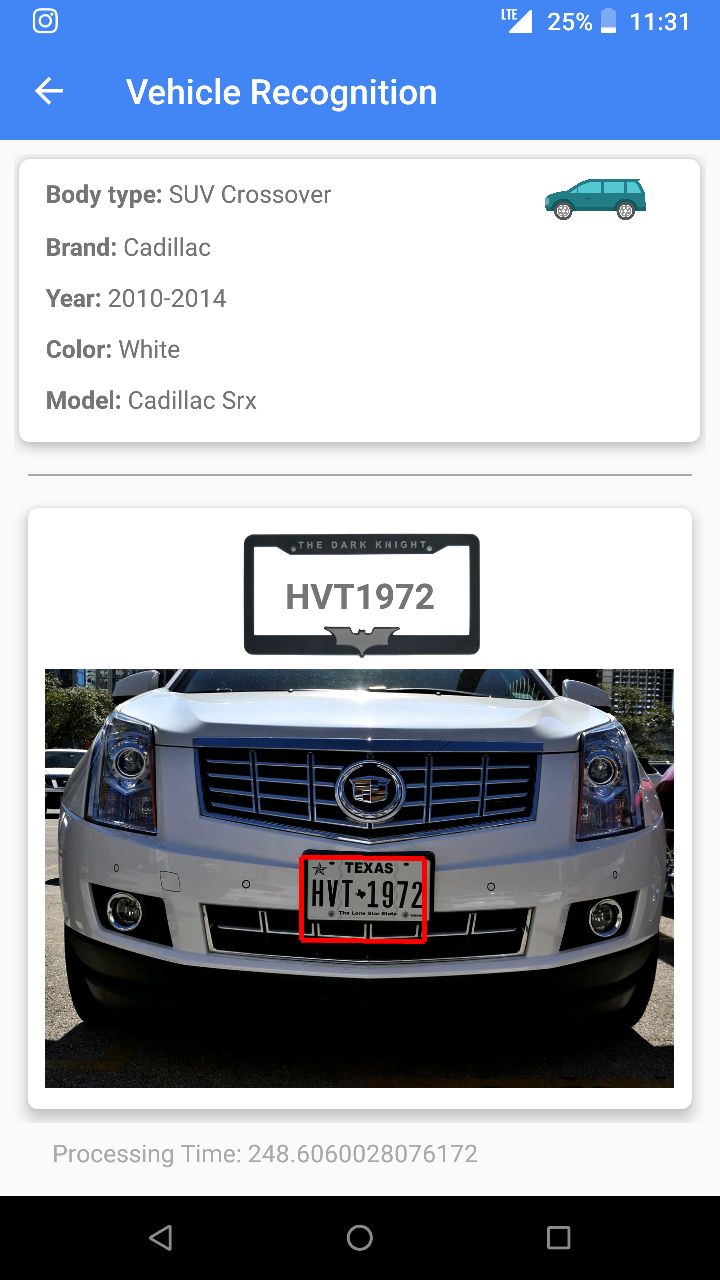 LTE 25% 11:31
Vehicle Recognition
Body type: SUV Crossover
Brand: Cadillac
Year: 2010-2014
Color: White
Model: Cadillac Srx
THE DARK KNIGHT
HVT1972
TEXAS
HVT 1972
The Lone Star State
Processing Time: 248.6060028076172